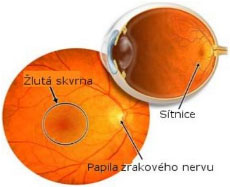 Žlutá skvrna
Sítnice
Papila zrakového nervu